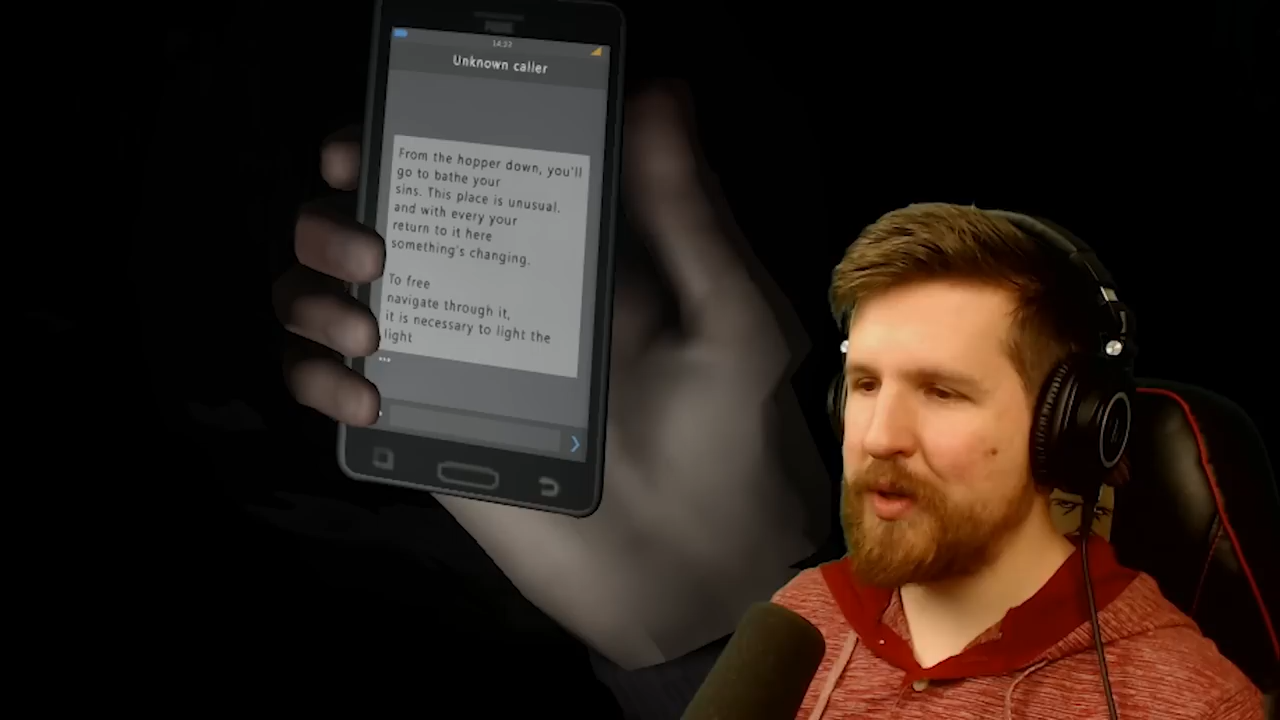 14:37
Unknown caller
From the hopper down, you'll
go to bathe your
sins. This place is unusual.
and with every your
return to it here
something's changing.
To free
navigate through it,
it is necessary to light the
light
...